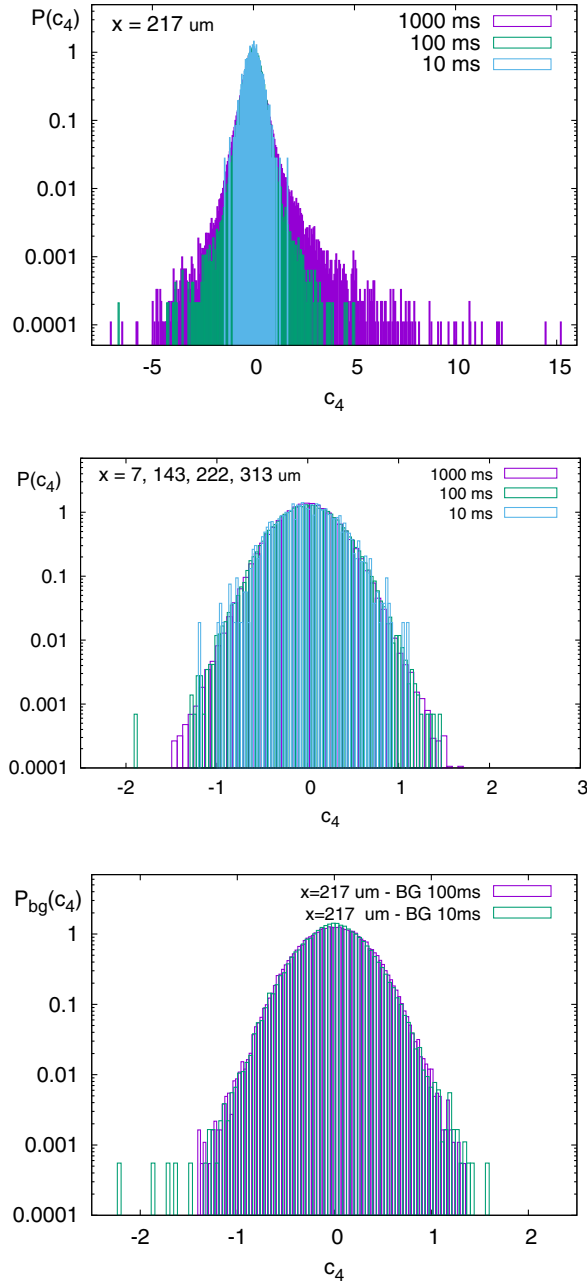 P(c4) x = 217 um 1000 ms
100 ms
10 ms
1
0.1
0.01
0.001
0.0001
-5 0 5 10 15
c4
P(c4) x = 7, 143, 222, 313 um 1000 ms
100 ms
10 ms
1
0.1
0.01
0.001
0.0001
-2 -1 0 1 2 3
c4
Pbg(c4) x=217 um - BG 100ms
x=217 um - BG 10ms
1
0.1
0.01
0.001
0.0001
-2 -1 0 1 2
c4